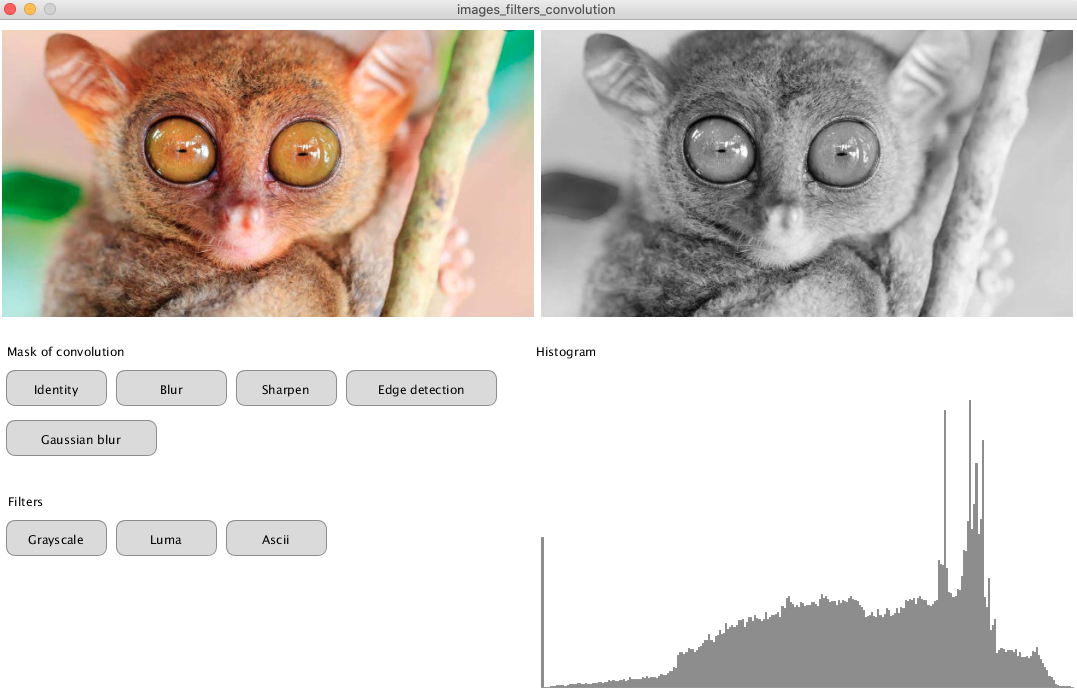 images_filters_convolution
Mask of convolution
Identity
Blur
Sharpen
Edge detection
Gaussian blur
Filters
Grayscale
Luma
Ascii
Histogram